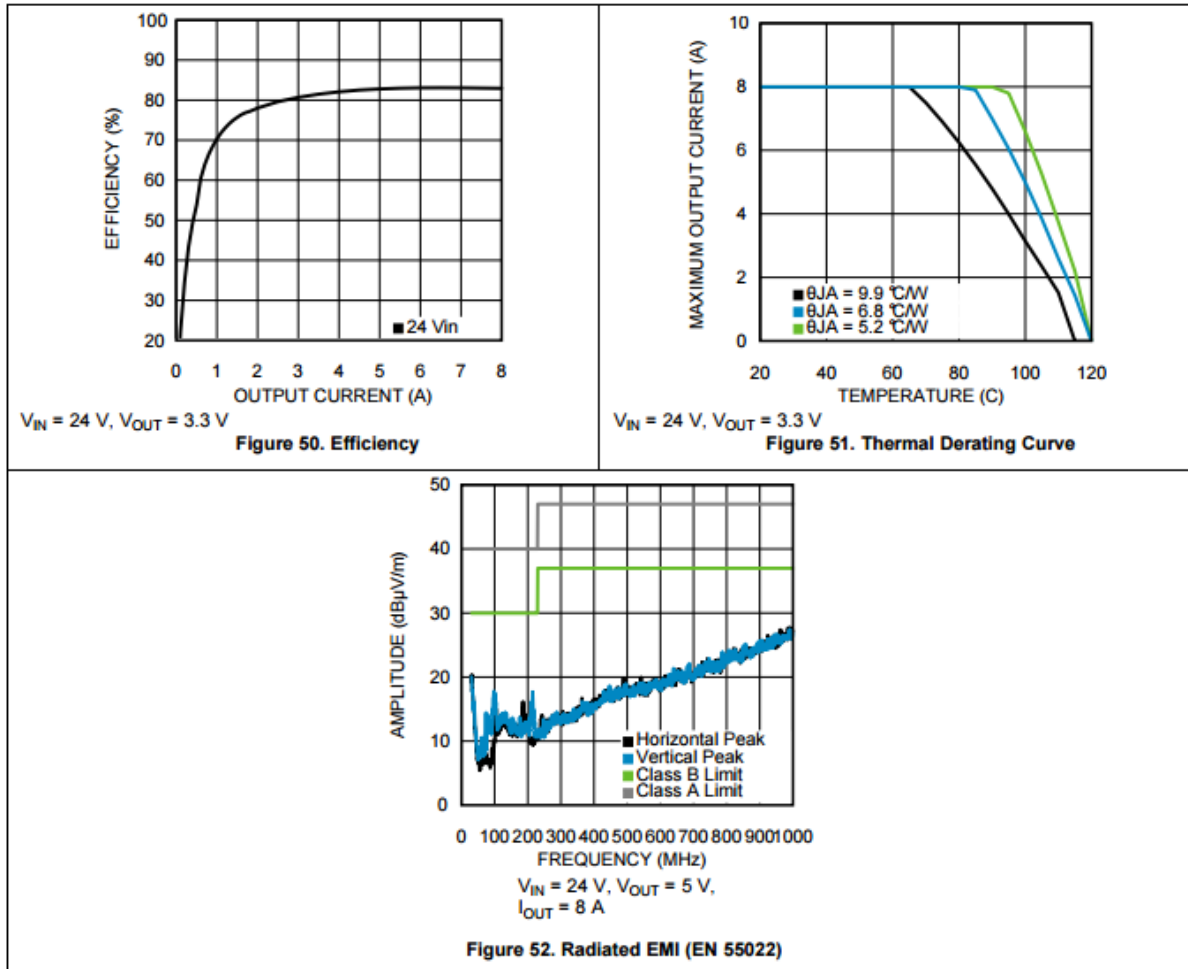 100
90
80
70
60
50
40
30
20
EFFICIENCY (%)
24 Vin
0 1 2 3 4 5 6 7 8
OUTPUT CURRENT (A)
VIN = 24 V, VOUT = 3.3 V
Figure 50. Efficiency
10
8
6
4
2
0
MAXIMUM OUTPUT CURRENT (A)
θJA = 9.9 °C/W
θJA = 6.8 °C/W
θJA = 5.2 °C/W
20 40 60 80 100 120
TEMPERATURE (C)
VIN = 24 V, VOUT = 3.3 V
Figure 51. Thermal Derating Curve
50
40
30
20
10
0
AMPLITUDE (dBµV/m)
Horizontal Peak
Vertical Peak
Class B Limit
Class A Limit
0 100 200 300 400 500 600 700 800 900 1000
FREQUENCY (MHz)
VIN = 24 V, VOUT = 5 V,
IOUT = 8 A
Figure 52. Radiated EMI (EN 55022)